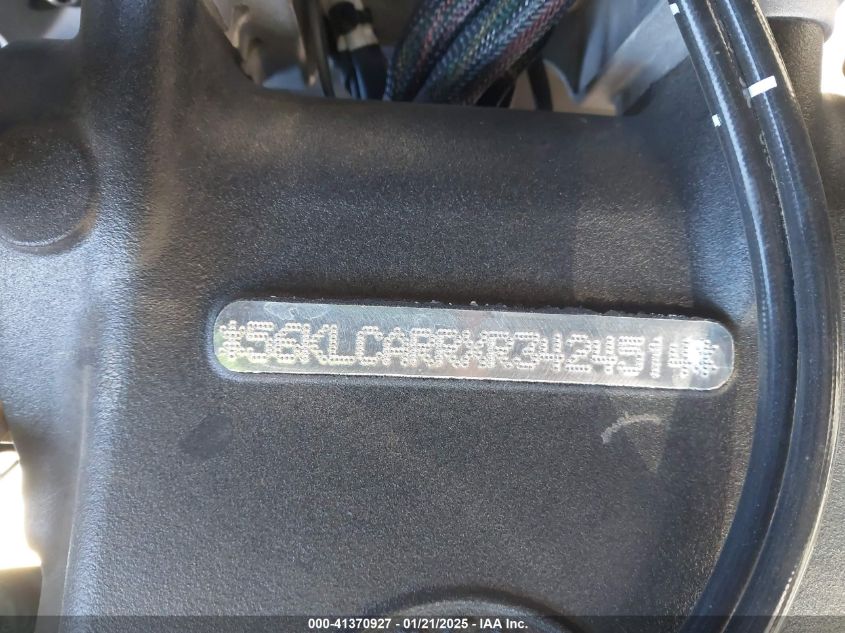 *56KLCARRXR3424514*
000-41370927 | 01/21/2025 | © IAA, Inc.